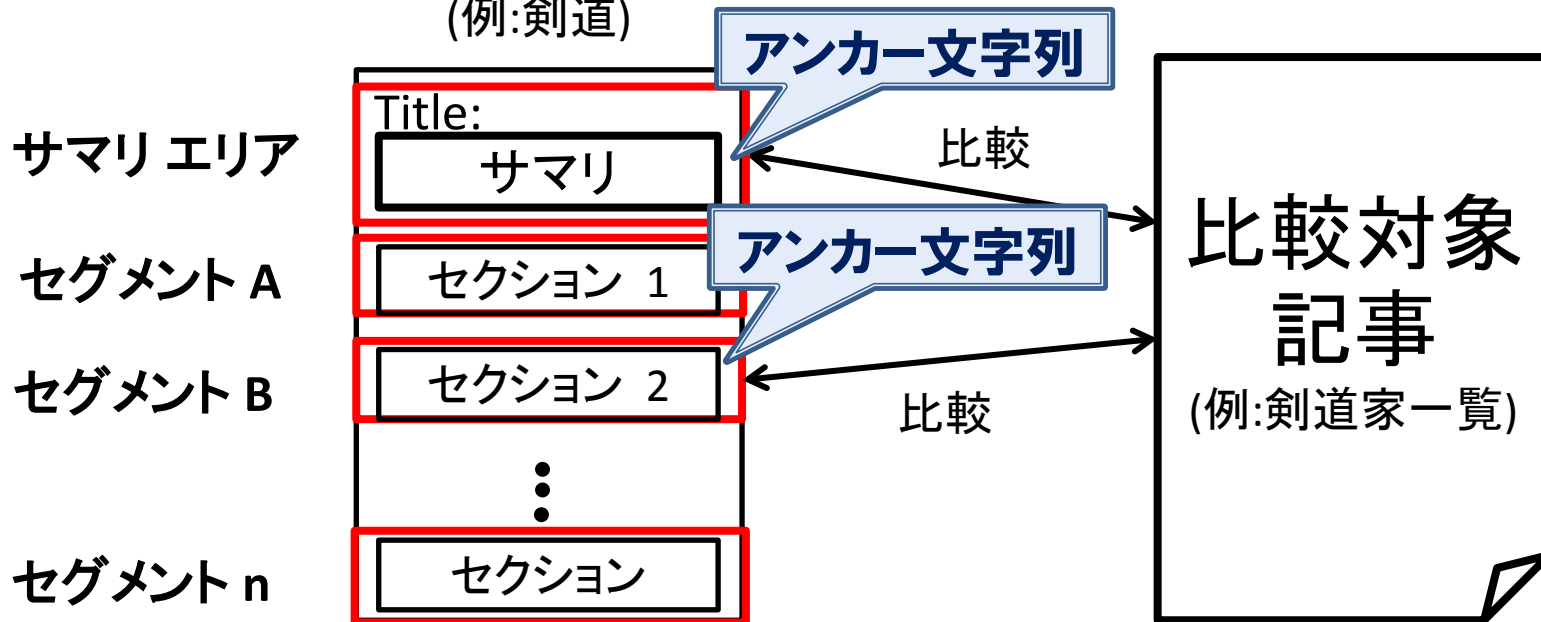 (例:剣道)
アンカー文字列
Title:
サマリ エリア
サマリ
比較
アンカー文字列
セグメント A
セクション 1
セグメント B
セクション 2
比較
比較対象
記事
(例:剣道家一覧)
セグメント n
セクション